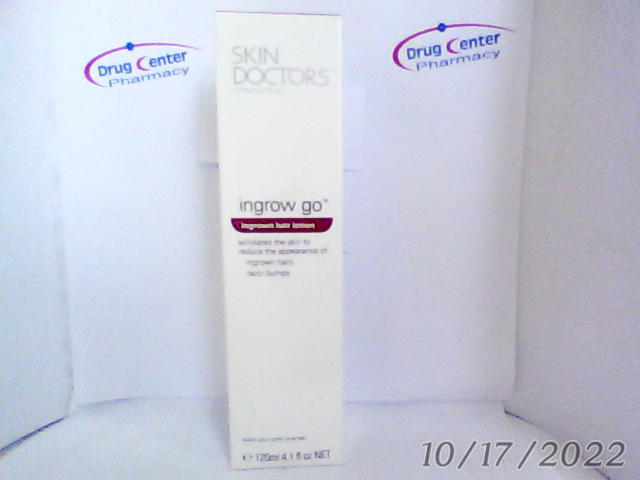 Drug Center
Pharmacy
Drug Center
Pharmacy
SKIN
DOCTORS
ingrow go™
ingrown hair lotion
exfoliates the skin to
reduce the appearance of
ingrown hairs
razor bumps
120ml 4.1 fl oz NET
10/17/2022